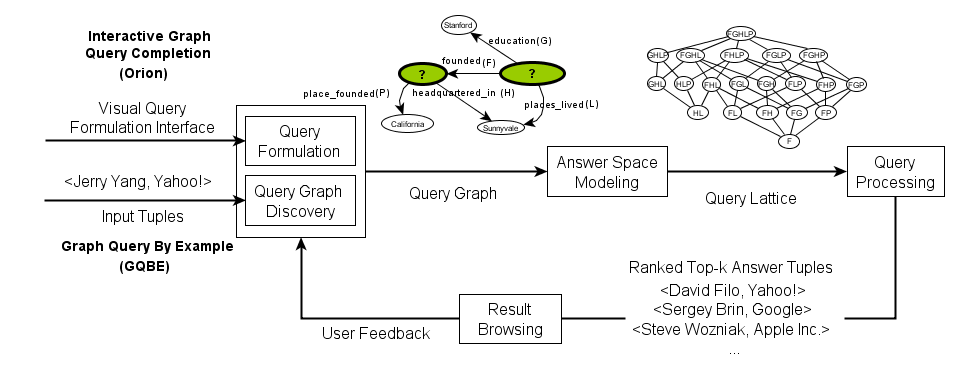 Interactive Graph
Query Completion
(Orion)
Visual Query
Formulation Interface
<Jerry Yang, Yahoo!>
Input Tuples
Graph Query By Example
(GQBE)
Query
Formulation
Query Graph
Discovery
Stanford
education(G)
founded(F)
?
?
place_founded(P)
headquartered_in (H)
places_lived(L)
California
Sunnyvale
Query Graph
Answer Space
Modeling
FGHLP
GHLP
FGHL
FHLP
FGLP
FGHP
GHL
HLP
FHL
FGL
FGH
FLP
FHP
FGP
HL
FL
FH
FG
FP
F
Query Lattice
Query
Processing
Ranked Top-k Answer Tuples
<David Filo, Yahoo!>
<Sergey Brin, Google>
<Steve Wozniak, Apple Inc.>
...
Result
Browsing
User Feedback